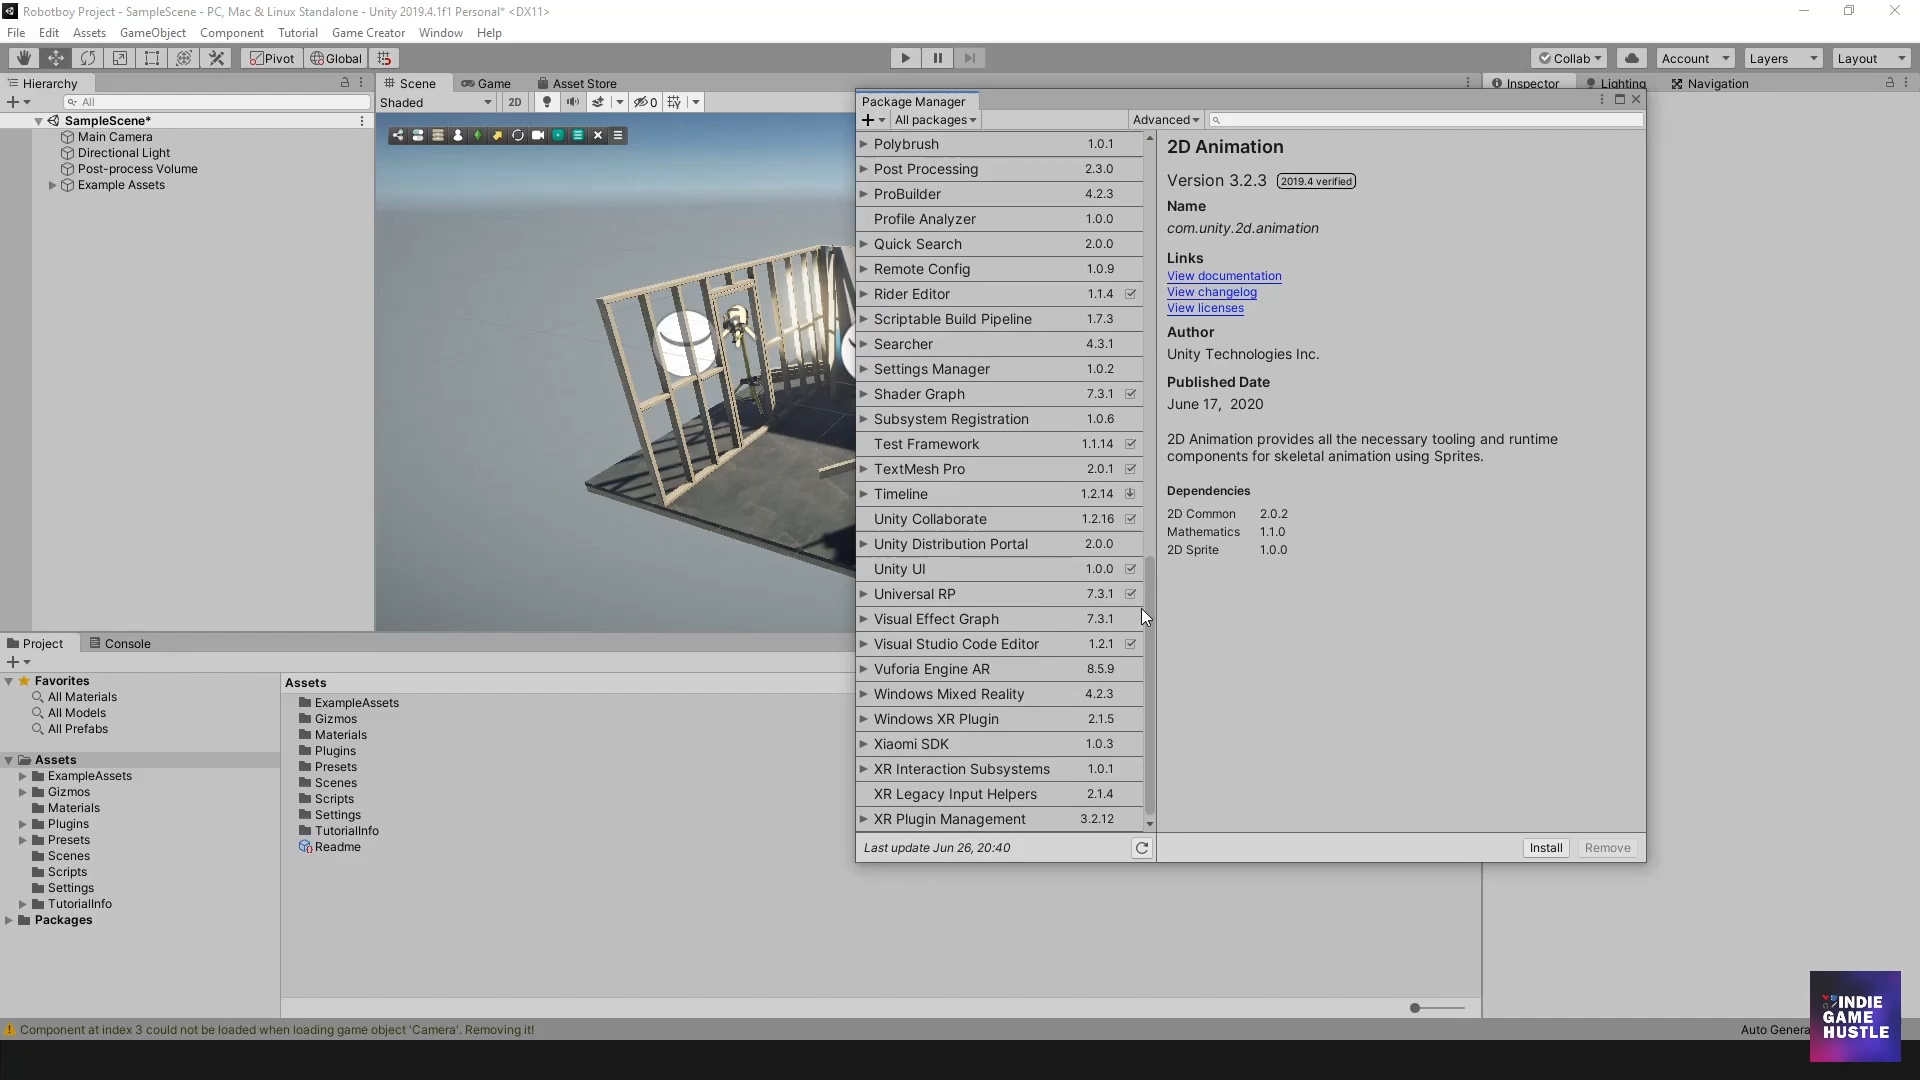 Robotboy Project - SampleScene - PC, Mac & Linux Standalone - Unity 2019.4.1f1 Personal* <DX11>
File Edit Assets GameObject Component Tutorial Game Creator Window Help
Pivot Global Collab Account Layers Layout
Hierarchy
All
SampleScene*
Main Camera
Directional Light
Post-process Volume
Example Assets
Scene Game Asset Store
Shaded 2D 0
Inspector Lighting Navigation
Package Manager
All packages Advanced
Polybrush 1.0.1
Post Processing 2.3.0
ProBuilder 4.2.3
Profile Analyzer 1.0.0
Quick Search 2.0.0
Remote Config 1.0.9
Rider Editor 1.1.4
Scriptable Build Pipeline 1.7.3
Searcher 4.3.1
Settings Manager 1.0.2
Shader Graph 7.3.1
Subsystem Registration 1.0.6
Test Framework 1.1.14
TextMesh Pro 2.0.1
Timeline 1.2.14
Unity Collaborate 1.2.16
Unity Distribution Portal 2.0.0
Unity UI 1.0.0
Universal RP 7.3.1
Visual Effect Graph 7.3.1
Visual Studio Code Editor 1.2.1
Vuforia Engine AR 8.5.9
Windows Mixed Reality 4.2.3
Windows XR Plugin 2.1.5
Xiaomi SDK 1.0.3
XR Interaction Subsystems 1.0.1
XR Legacy Input Helpers 2.1.4
XR Plugin Management 3.2.12
Last update Jun 26, 20:40
2D Animation
Version 3.2.3 2019.4 verified
Name
com.unity.2d.animation
Links
View documentation
View changelog
View licenses
Author
Unity Technologies Inc.
Published Date
June 17, 2020
2D Animation provides all the necessary tooling and runtime
components for skeletal animation using Sprites.
Dependencies
2D Common 2.0.2
Mathematics 1.1.0
2D Sprite 1.0.0
Install Remove
Project Console
Favorites
All Materials
All Models
All Prefabs
Assets
ExampleAssets
Gizmos
Materials
Plugins
Presets
Scenes
Scripts
Settings
TutorialInfo
Packages
Assets
ExampleAssets
Gizmos
Materials
Plugins
Presets
Scenes
Scripts
Settings
TutorialInfo
Readme
Component at index 3 could not be loaded when loading game object 'Camera'. Removing it!
Auto Genera
INDIE
GAME
HUSTLE